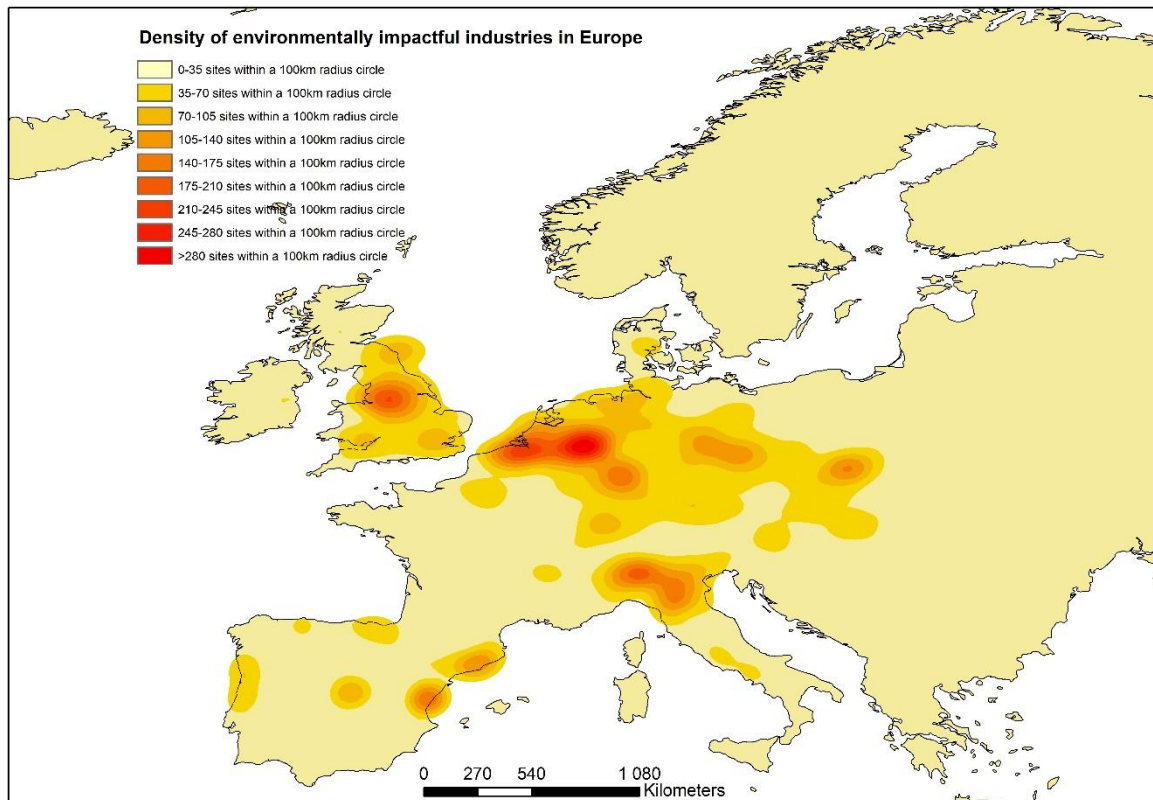 Density of environmentally impactful industries in Europe
0-35 sites within a 100km radius circle
35-70 sites within a 100km radius circle
70-105 sites within a 100km radius circle
105-140 sites within a 100km radius circle
140-175 sites within a 100km radius circle
175-210 sites within a 100km radius circle
210-245 sites within a 100km radius circle
245-280 sites within a 100km radius circle
>280 sites within a 100km radius circle
0 270 540 1 080
Kilometers